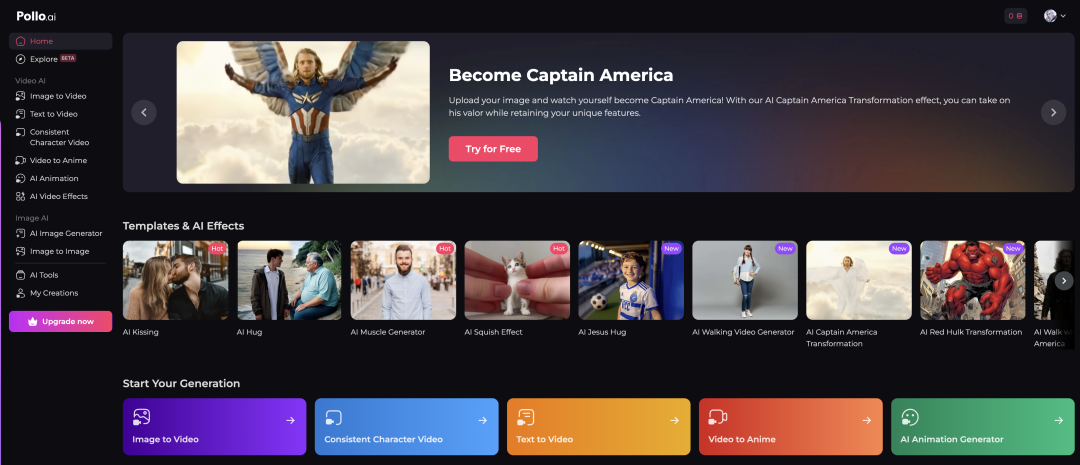 Pollo.ai
0
Home
Explore BETA
Video AI
Image to Video
Text to Video
Consistent
Character Video
Video to Anime
AI Animation
AI Video Effects
Image AI
AI Image Generator
Image to Image
AI Tools
My Creations
Upgrade now
Become Captain America
Upload your image and watch yourself become Captain America! With our AI Captain America Transformation effect, you can take on
his valor while retaining your unique features.
Try for Free
Templates & AI Effects
Hot
Hot
Hot
New
New
New
New
AI Kissing
AI Hug
AI Muscle Generator
AI Squish Effect
AI Jesus Hug
AI Walking Video Generator
AI Captain America
Transformation
AI Red Hulk Transformation
AI Walk wi
America
Start Your Generation
Image to Video
Consistent Character Video
Text to Video
Video to Anime
AI Animation Generator